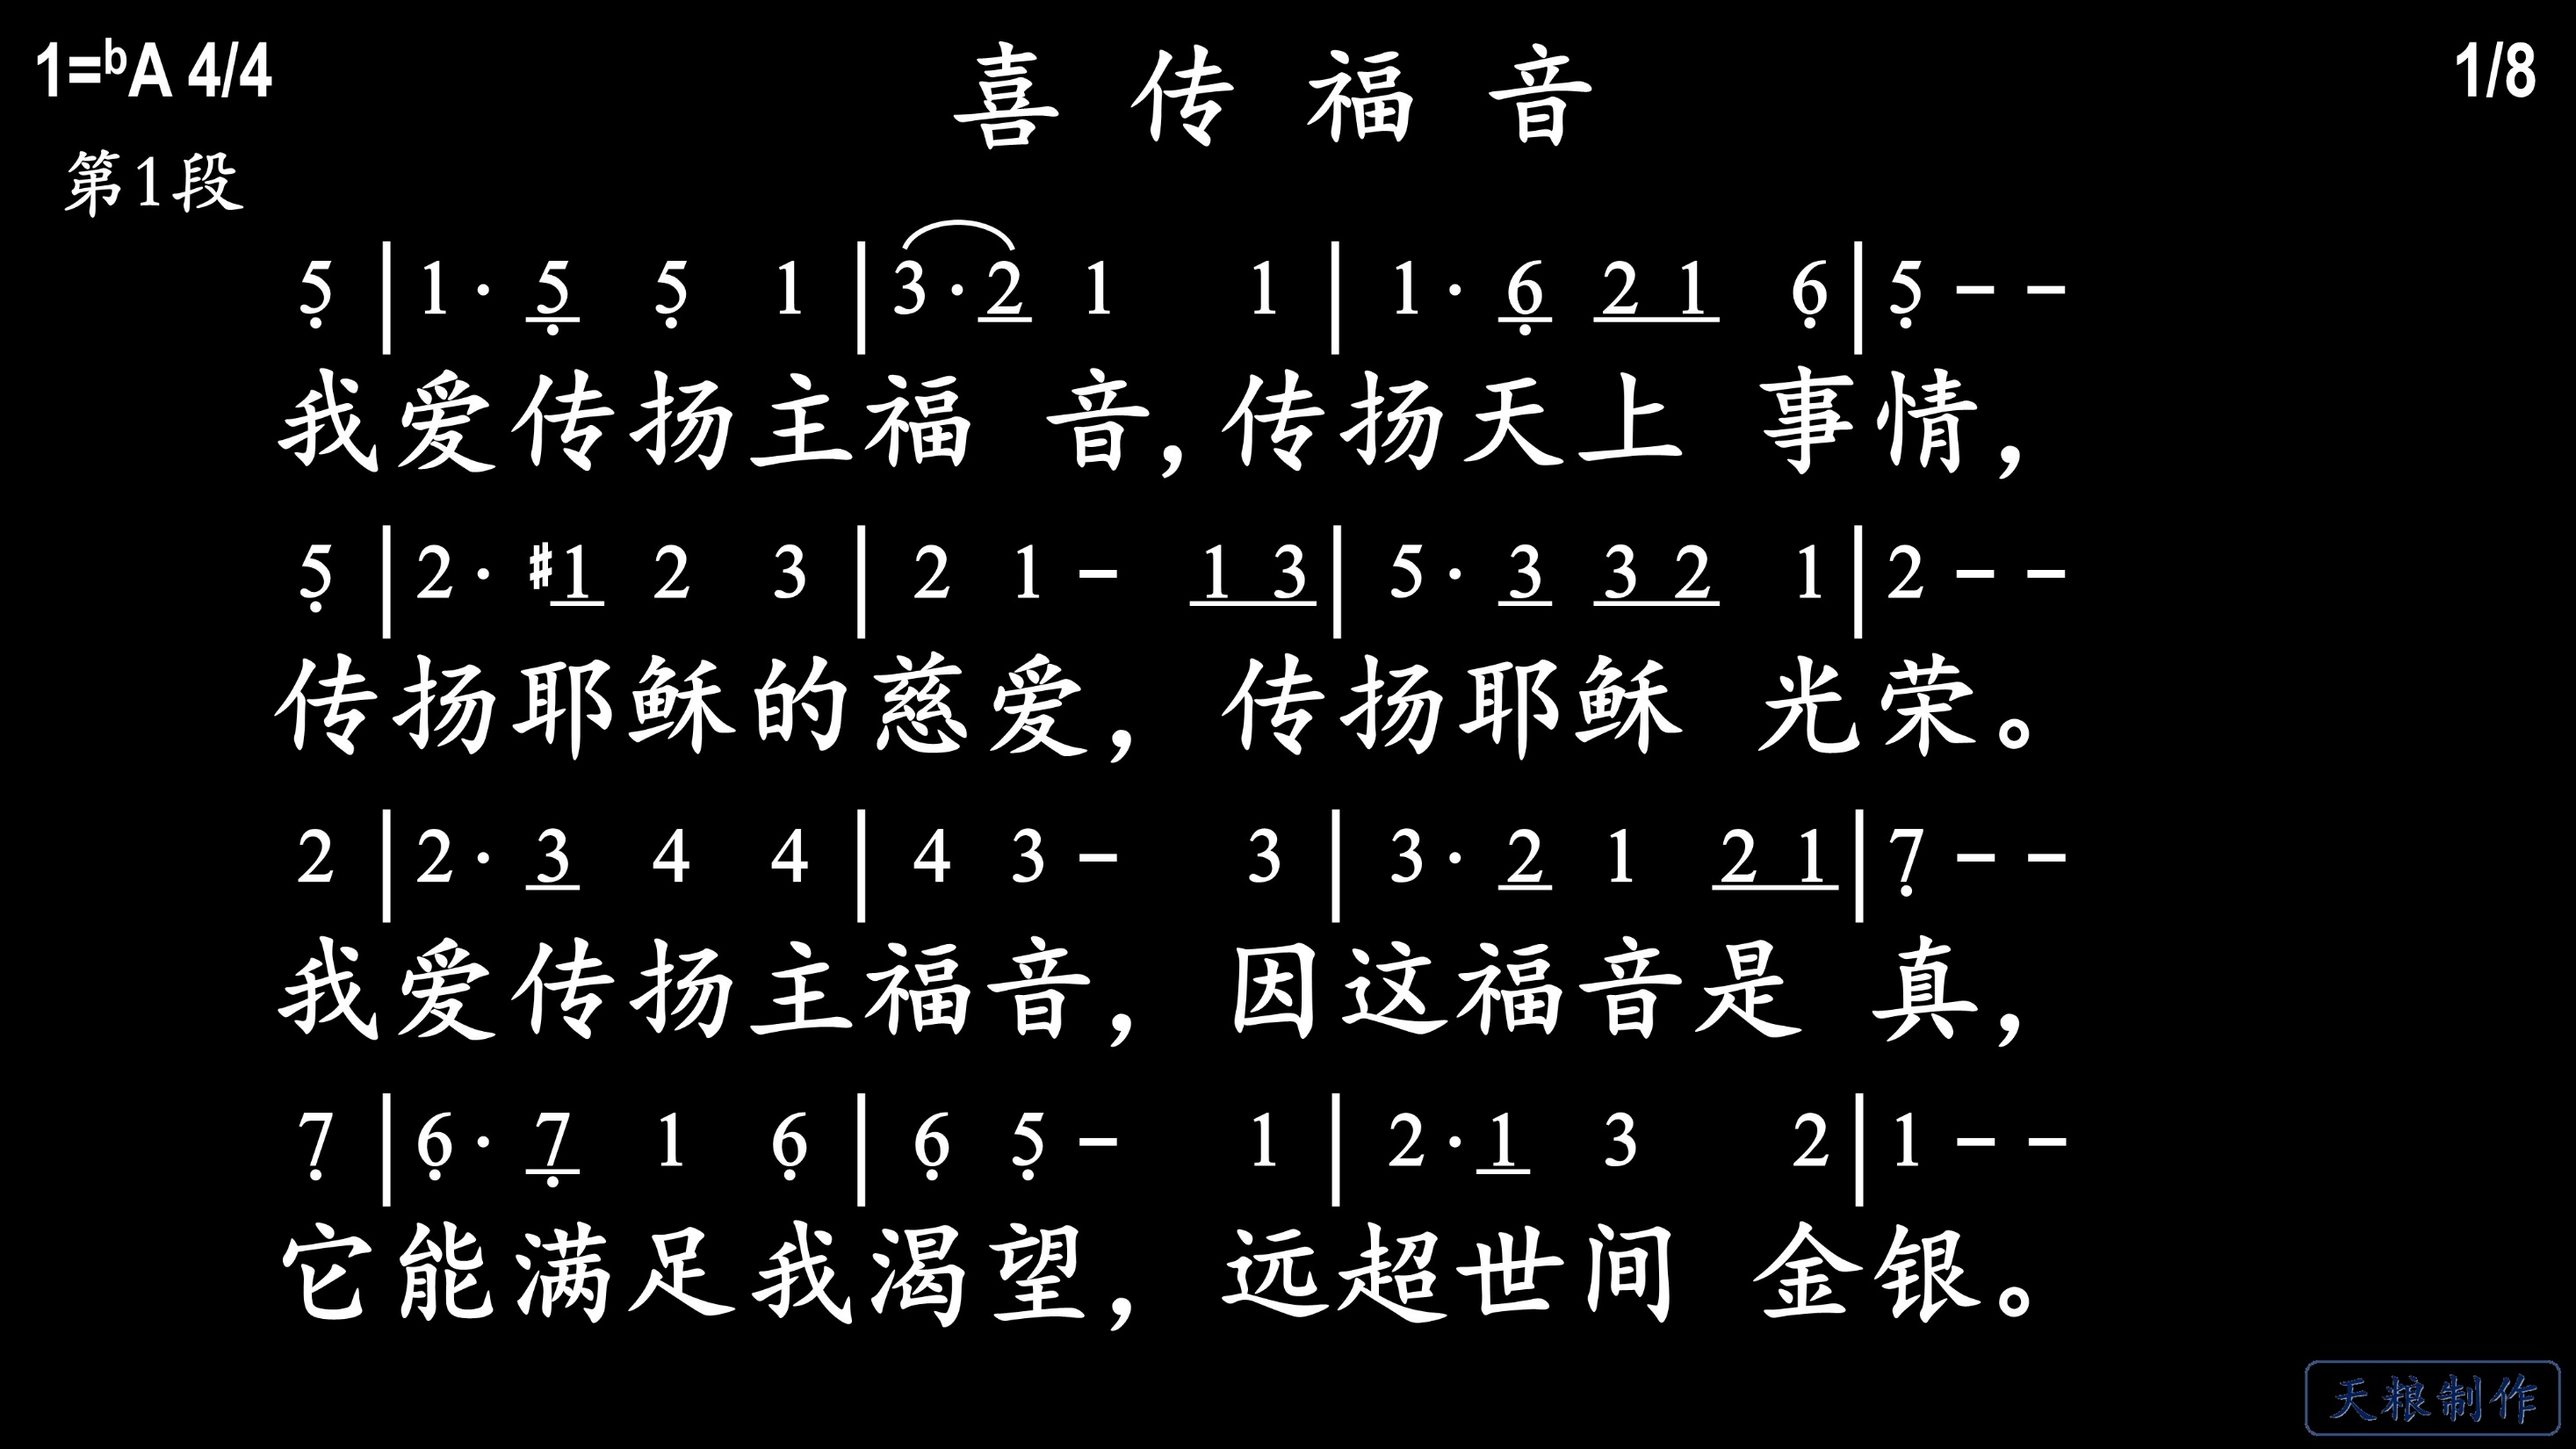 1=ᵇA 4/4
喜传福音
1/8
第1段
5̣ | 1· 5̣ 5̣ 1 | 3·2 1 1 | 1· 6̣ 2 1 6̣ | 5̣ – –
我爱传扬主福 音,传扬天上 事情,
5̣ | 2· #1 2 3 | 2 1 – 1 3 | 5· 3 3 2 1 | 2 – –
传扬耶稣的慈爱, 传扬耶稣 光荣。
2 | 2· 3 4 4 | 4 3 – 3 | 3· 2 1 2 1 | 7̣ – –
我爱传扬主福音, 因这福音是 真,
7̣ | 6̣· 7̣ 1 6̣ | 6̣ 5̣ – 1 | 2·1 3 2 | 1 – –
它能满足我渴望, 远超世间 金银。
天粮制作